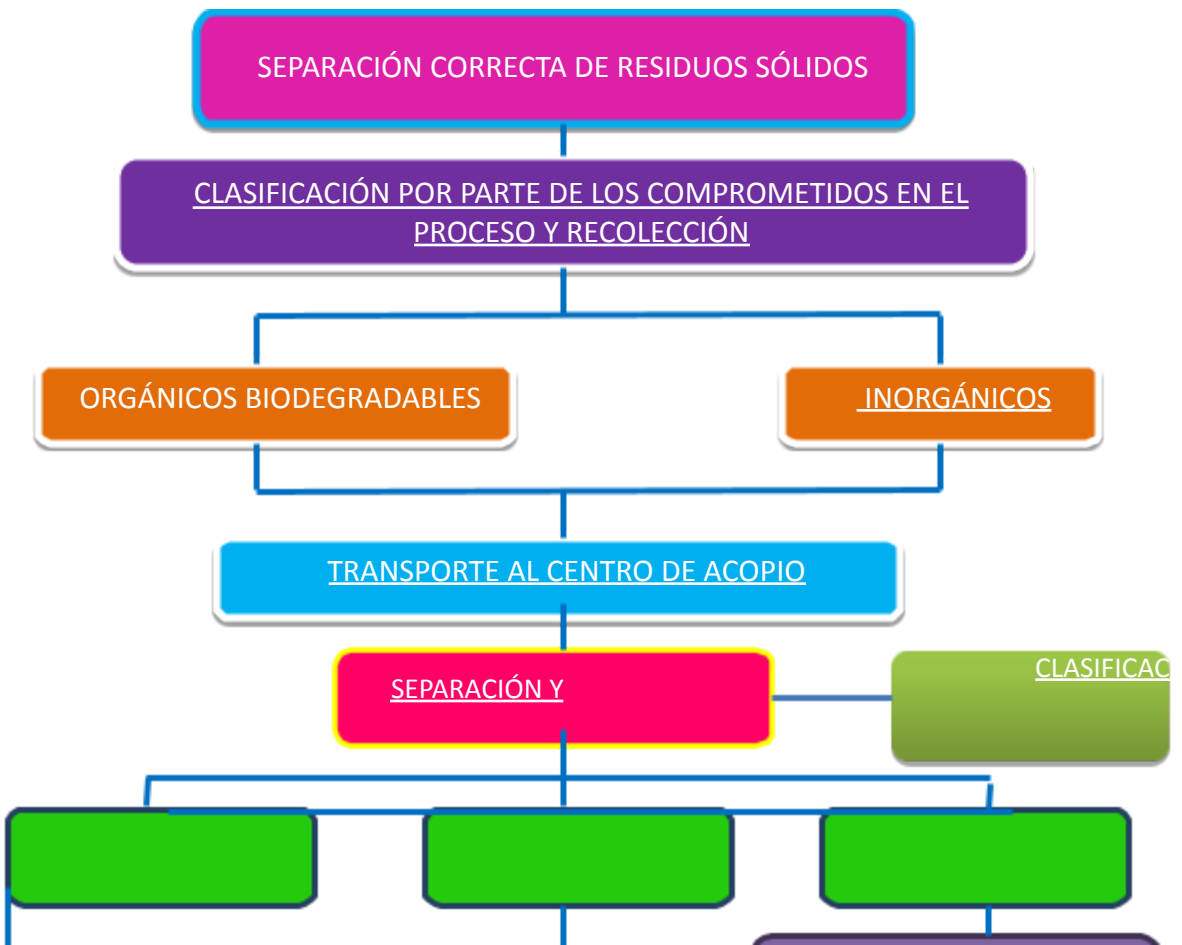 SEPARACIÓN CORRECTA DE RESIDUOS SÓLIDOS
CLASIFICACIÓN POR PARTE DE LOS COMPROMETIDOS EN EL
PROCESO Y RECOLECCIÓN
ORGÁNICOS BIODEGRADABLES
INORGÁNICOS
TRANSPORTE AL CENTRO DE ACOPIO
SEPARACIÓN Y
CLASIFICAC